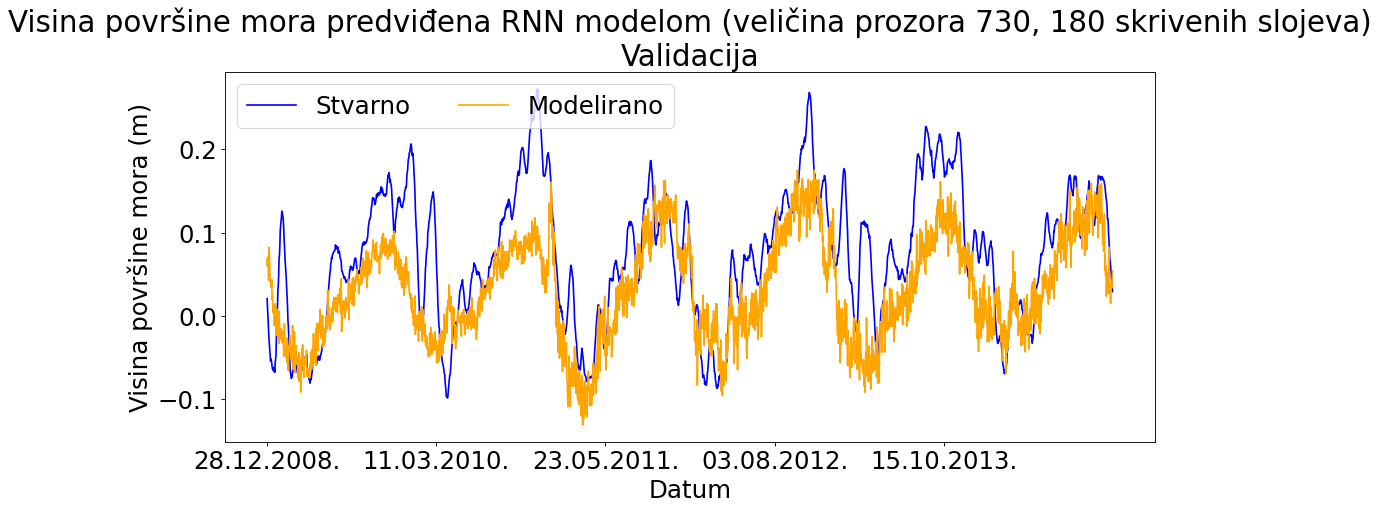 Visina površine mora predviđena RNN modelom (veličina prozora 730, 180 skrivenih slojeva)
Validacija
Stvarno Modelirano
Visina površine mora (m)
0.2
0.1
0.0
−0.1
28.12.2008. 11.03.2010. 23.05.2011. 03.08.2012. 15.10.2013.
Datum